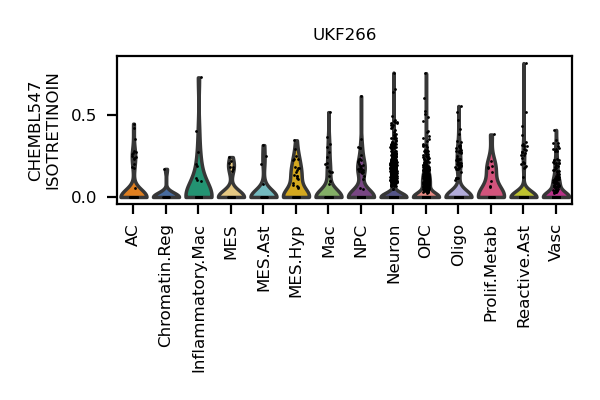 UKF266
CHEMBL547
ISOTRETINOIN
0.5
0.0
AC
Chromatin.Reg
Inflammatory.Mac
MES
MES.Ast
MES.Hyp
Mac
NPC
Neuron
OPC
Oligo
Prolif.Metab
Reactive.Ast
Vasc